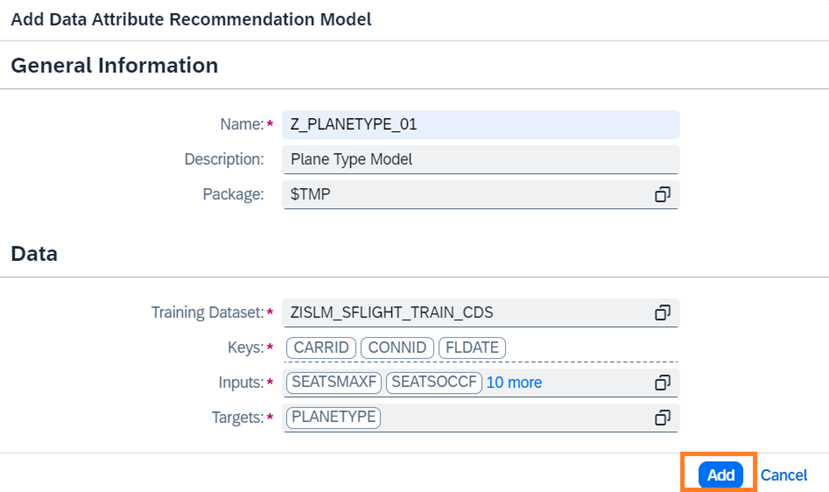 Add Data Attribute Recommendation Model
General Information
Name:* Z_PLANETYPE_01
Description: Plane Type Model
Package: $TMP
Data
Training Dataset:* ZISLM_SFLIGHT_TRAIN_CDS
Keys:* CARRID CONNID FLDATE
Inputs:* SEATSMAXF SEATSOCCF 10 more
Targets:* PLANETYPE
Add Cancel